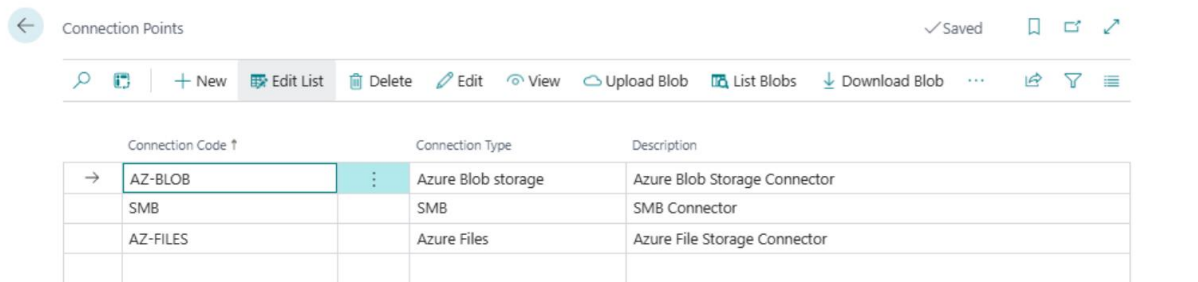 Connection Points Saved
New Edit List Delete Edit View Upload Blob List Blobs Download Blob ...
Connection Code ↑ Connection Type Description
AZ-BLOB Azure Blob storage Azure Blob Storage Connector
SMB SMB SMB Connector
AZ-FILES Azure Files Azure File Storage Connector